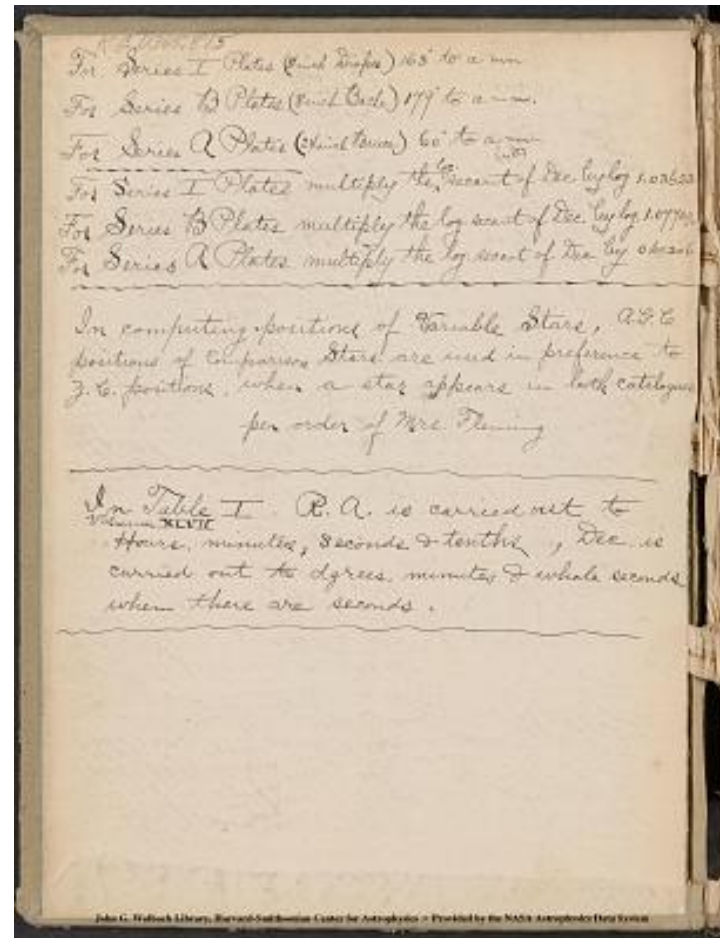 For Series I Plates (8 inch Draper) 163" to a mm
For Series B Plates (8 inch Bache) 179" to a mm.
For Series A Plates (24 inch Bruce) 60" to a mm
For Series I Plates multiply the log secant of Dec by log
For Series B Plates multiply the log secant of Dec. by log
For Series A Plates multiply the log secant of Dec by
In computing positions of Variable Stars, A.G.C
positions of Comparison Stars are used in preference to
Z.C. positions, when a star appears in both catalogues
per order of Mrs. Fleming
In Table I R.A. is carried out to
Volume XLVII
Hours, minutes, seconds & tenths, Dec. is
carried out to dgrees, minutes & whole seconds
when there are seconds.
John G. Wolbach Library, Harvard-Smithsonian Center for Astrophysics • Provided by the NASA Astrophysics Data System